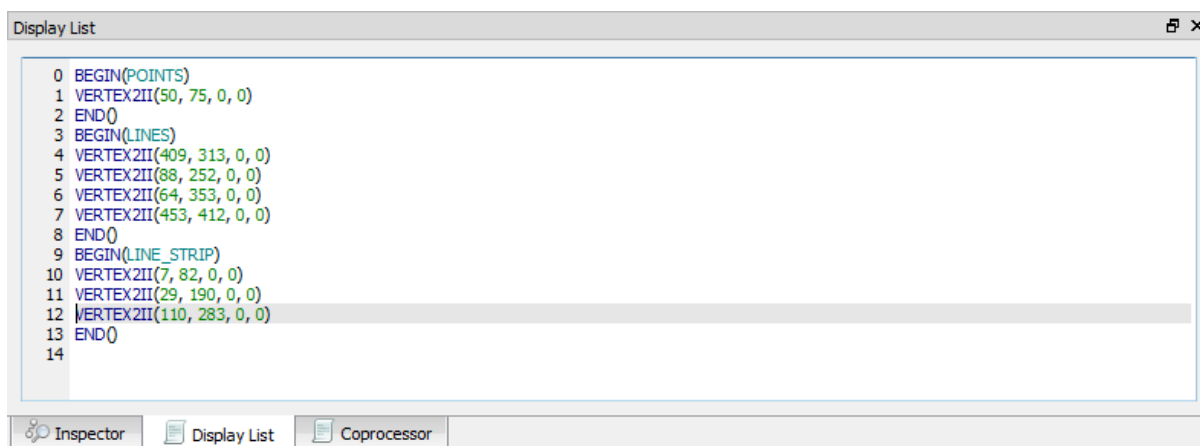 Display List
0 BEGIN(POINTS)
1 VERTEX2II(50, 75, 0, 0)
2 END()
3 BEGIN(LINES)
4 VERTEX2II(409, 313, 0, 0)
5 VERTEX2II(88, 252, 0, 0)
6 VERTEX2II(64, 353, 0, 0)
7 VERTEX2II(453, 412, 0, 0)
8 END()
9 BEGIN(LINE_STRIP)
10 VERTEX2II(7, 82, 0, 0)
11 VERTEX2II(29, 190, 0, 0)
12 VERTEX2II(110, 283, 0, 0)
13 END()
14
Inspector Display List Coprocessor